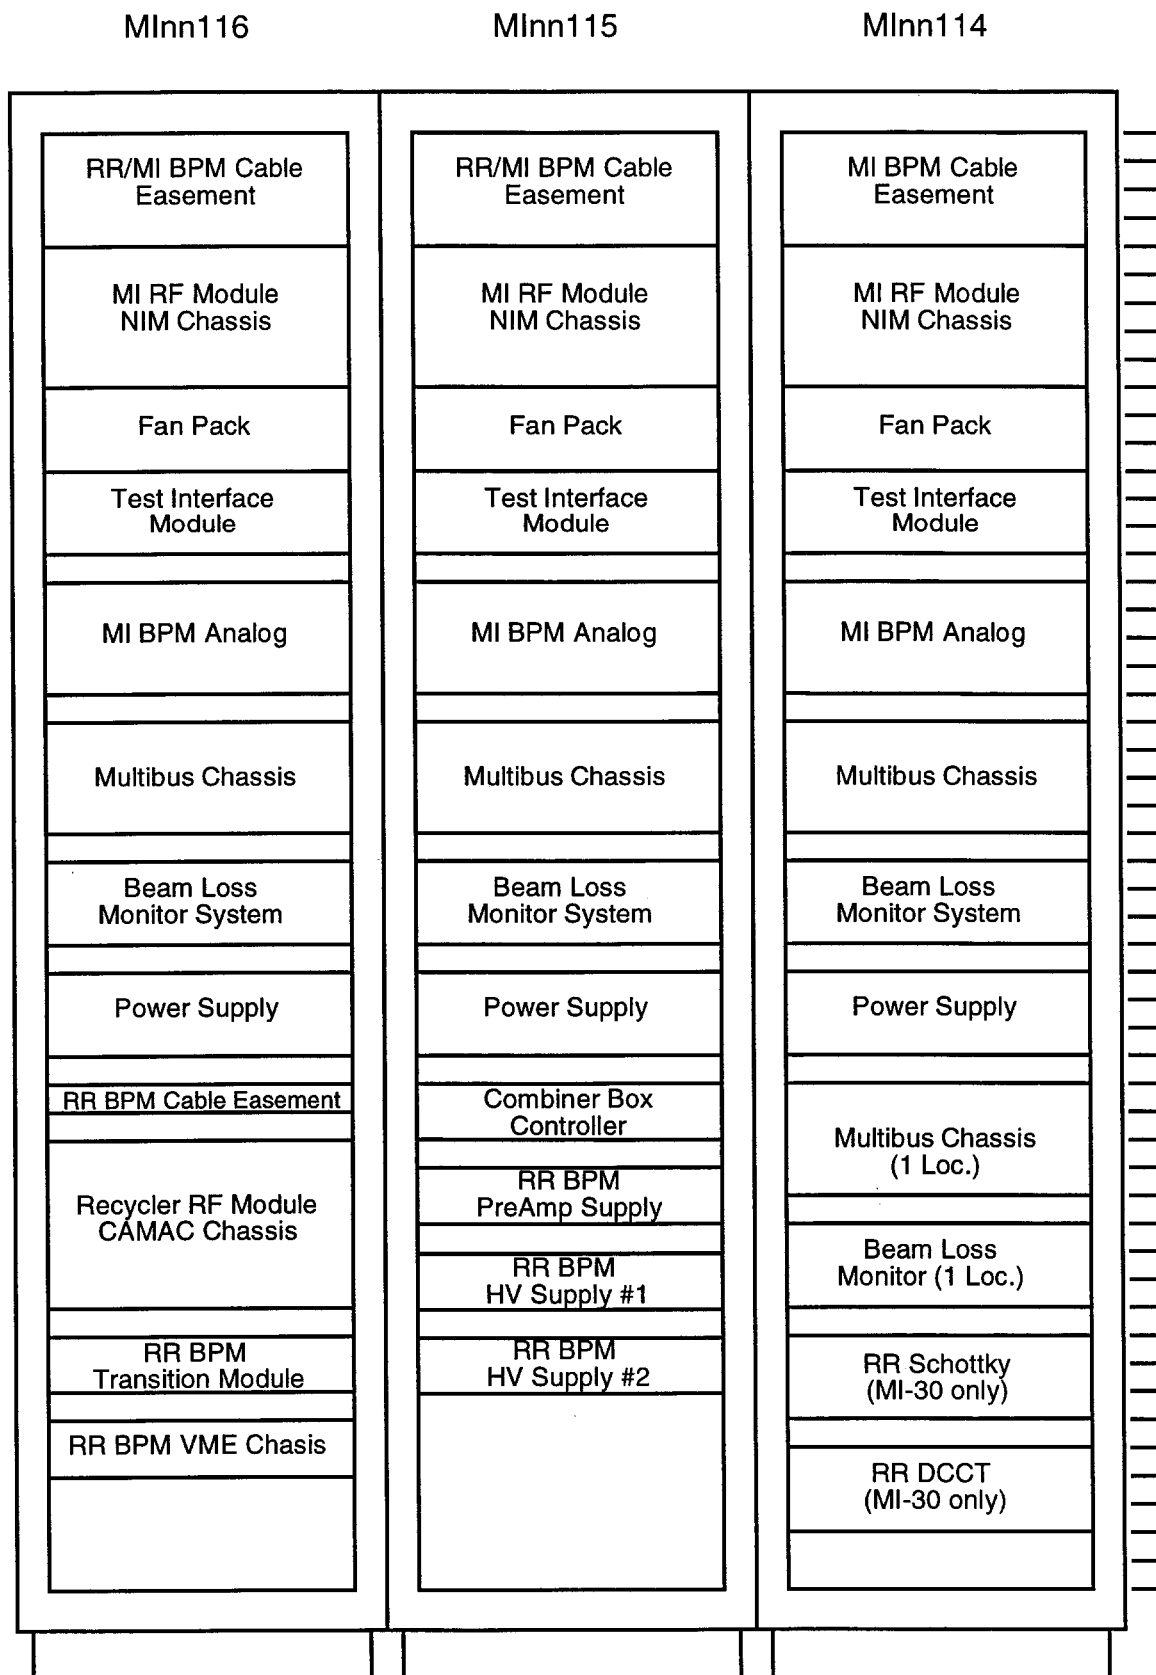 MInn116
MInn115
MInn114
RR/MI BPM Cable
Easement
MI RF Module
NIM Chassis
Fan Pack
Test Interface
Module
MI BPM Analog
Multibus Chassis
Beam Loss
Monitor System
Power Supply
RR BPM Cable Easement
Recycler RF Module
CAMAC Chassis
RR BPM
Transition Module
RR BPM VME Chasis
RR/MI BPM Cable
Easement
MI RF Module
NIM Chassis
Fan Pack
Test Interface
Module
MI BPM Analog
Multibus Chassis
Beam Loss
Monitor System
Power Supply
Combiner Box
Controller
RR BPM
PreAmp Supply
RR BPM
HV Supply #1
RR BPM
HV Supply #2
MI BPM Cable
Easement
MI RF Module
NIM Chassis
Fan Pack
Test Interface
Module
MI BPM Analog
Multibus Chassis
Beam Loss
Monitor System
Power Supply
Multibus Chassis
(1 Loc.)
Beam Loss
Monitor (1 Loc.)
RR Schottky
(MI-30 only)
RR DCCT
(MI-30 only)